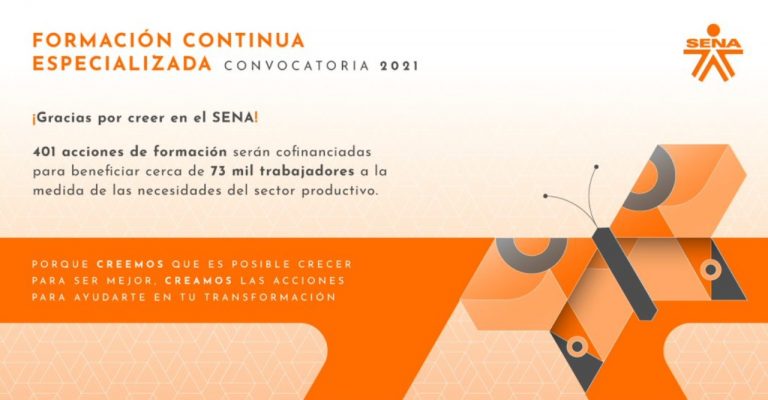 FORMACIÓN CONTINUA
ESPECIALIZADA CONVOCATORIA 2021
SENA
¡Gracias por creer en el SENA!
401 acciones de formación serán cofinanciadas
para beneficiar cerca de 73 mil trabajadores a la
medida de las necesidades del sector productivo.
PORQUE CREEMOS QUE ES POSIBLE CRECER
PARA SER MEJOR, CREAMOS LAS ACCIONES
PARA AYUDARTE EN TU TRANSFORMACIÓN